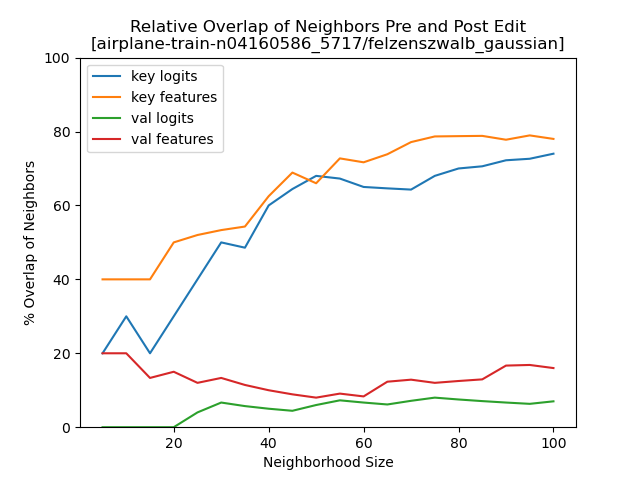 Relative Overlap of Neighbors Pre and Post Edit
[airplane-train-n04160586_5717/felzenszwalb_gaussian]
% Overlap of Neighbors
100
80
60
40
20
0
key logits
key features
val logits
val features
20 40 60 80 100
Neighborhood Size